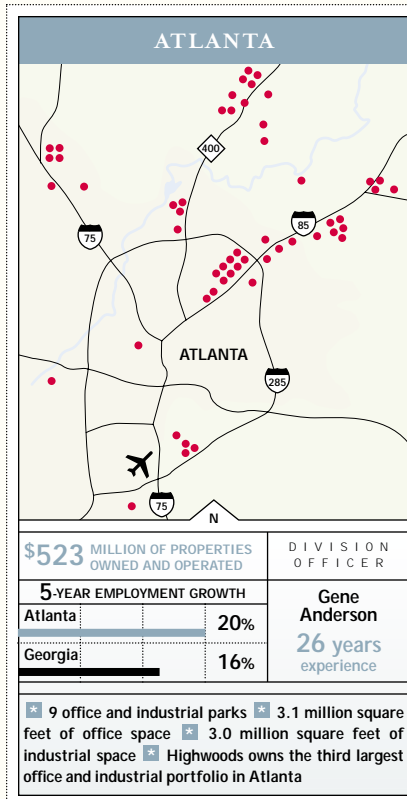 ATLANTA
400
75
85
ATLANTA
285
75
N
$523 MILLION OF PROPERTIES
OWNED AND OPERATED
DIVISION
OFFICER
5-YEAR EMPLOYMENT GROWTH
Atlanta
20%
Georgia
16%
Gene
Anderson
26 years
experience
* 9 office and industrial parks * 3.1 million square
feet of office space * 3.0 million square feet of
industrial space * Highwoods owns the third largest
office and industrial portfolio in Atlanta